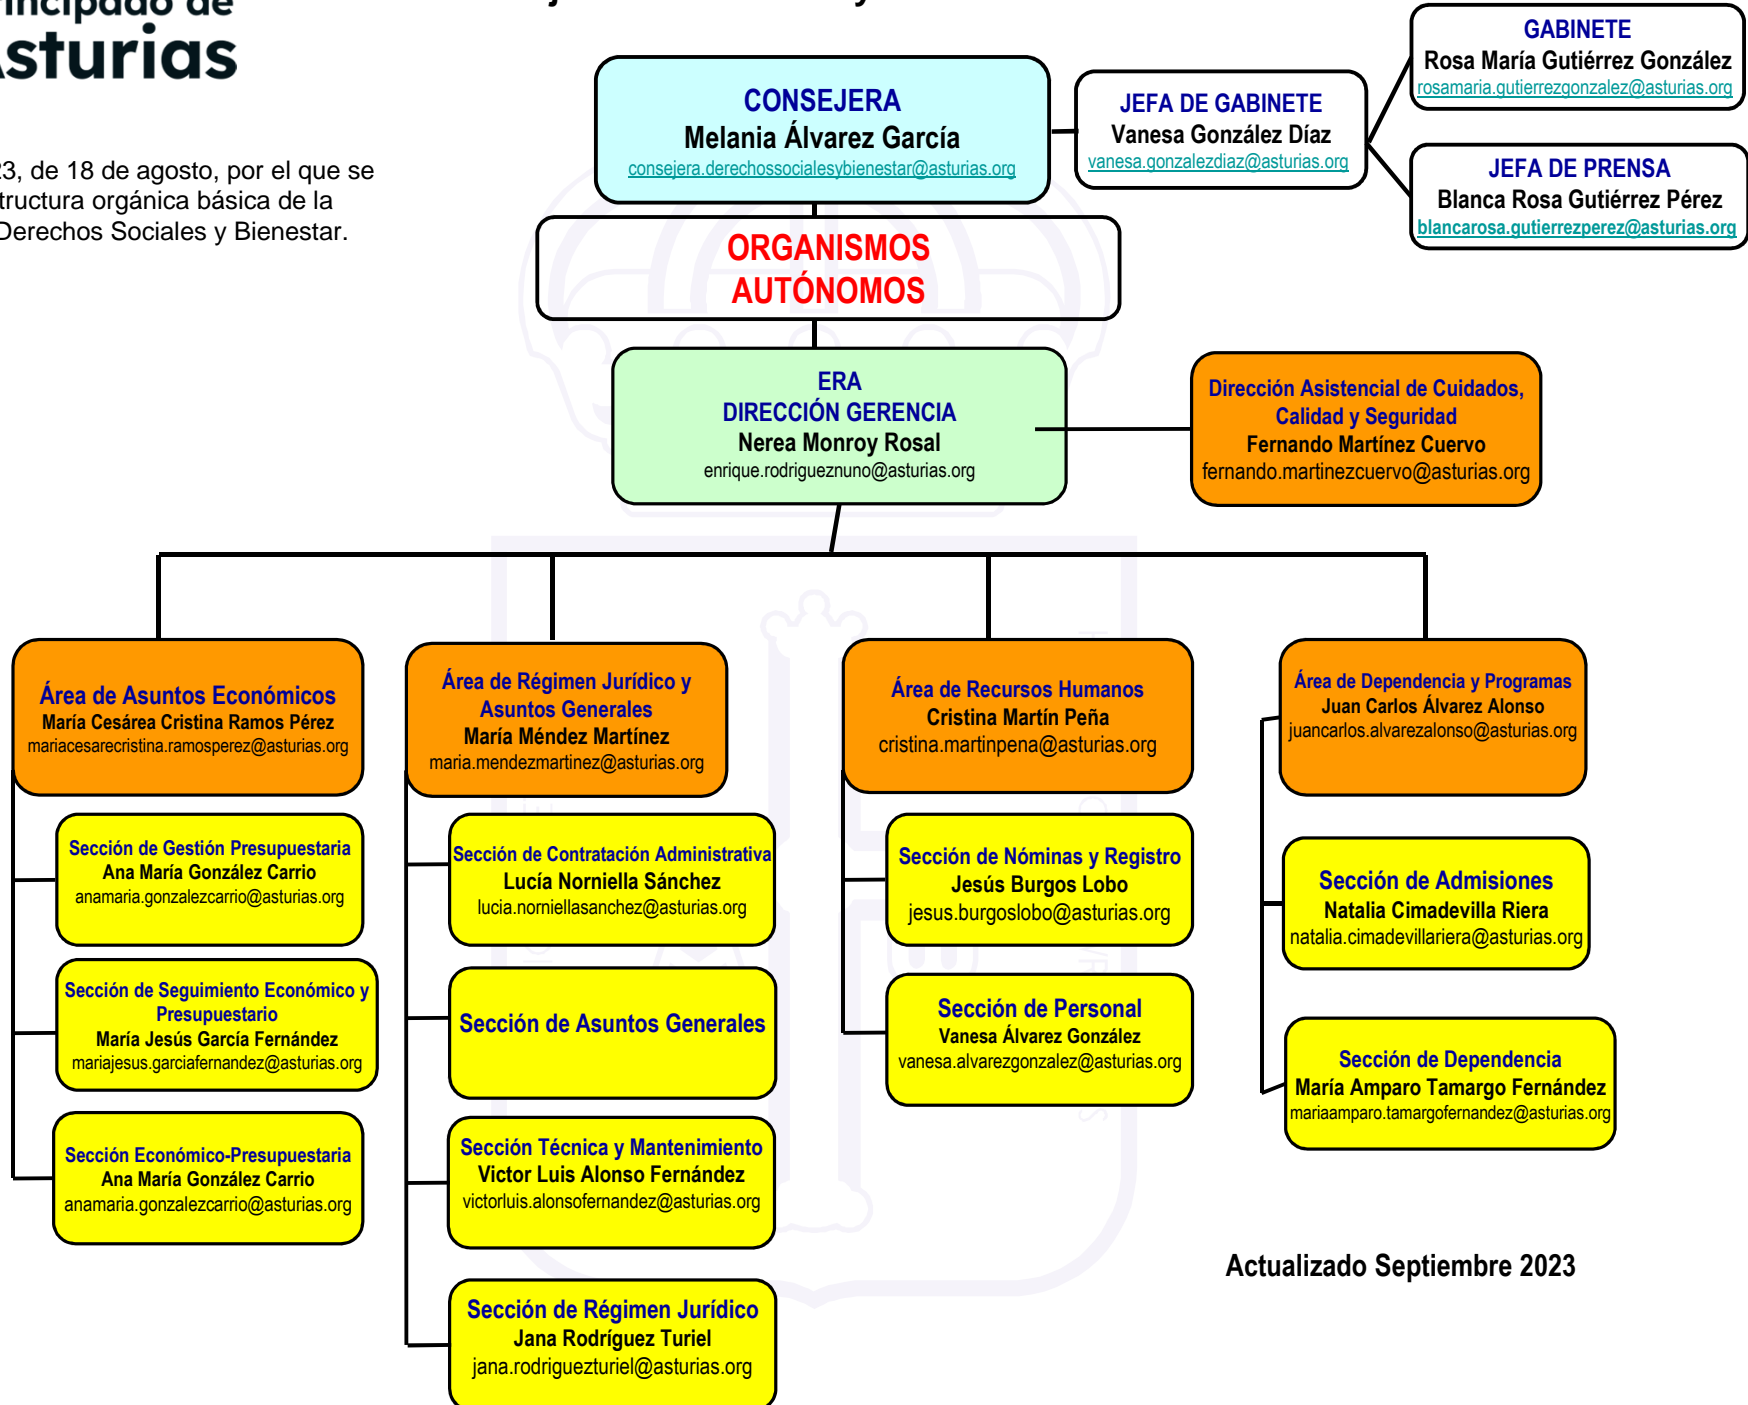 Asturias
23, de 18 de agosto, por el que se
estructura orgánica básica de la
Derechos Sociales y Bienestar.
CONSEJERA
Melania Álvarez García
consejera.derechossocialesybienestar@asturias.org
JEFA DE GABINETE
Vanesa González Díaz
vanesa.gonzalezdiaz@asturias.org
GABINETE
Rosa María Gutiérrez González
rosamaria.gutierrezgonzalez@asturias.org
JEFA DE PRENSA
Blanca Rosa Gutiérrez Pérez
blancarosa.gutierrezperez@asturias.org
ORGANISMOS
AUTÓNOMOS
ERA
DIRECCIÓN GERENCIA
Nerea Monroy Rosal
enrique.rodrigueznuno@asturias.org
Dirección Asistencial de Cuidados,
Calidad y Seguridad
Fernando Martínez Cuervo
fernando.martinezcuervo@asturias.org
Área de Asuntos Económicos
María Cesárea Cristina Ramos Pérez
mariacesarecristina.ramosperez@asturias.org
Sección de Gestión Presupuestaria
Ana María González Carrio
anamaria.gonzalezcarrio@asturias.org
Sección de Seguimiento Económico y
Presupuestario
María Jesús García Fernández
mariajesus.garciafernandez@asturias.org
Sección Económico-Presupuestaria
Ana María González Carrio
anamaria.gonzalezcarrio@asturias.org
Área de Régimen Jurídico y
Asuntos Generales
María Méndez Martínez
maria.mendezmartinez@asturias.org
Sección de Contratación Administrativa
Lucía Norniella Sánchez
lucia.norniellasanchez@asturias.org
Sección de Asuntos Generales
Sección Técnica y Mantenimiento
Victor Luis Alonso Fernández
victorluis.alonsofernandez@asturias.org
Sección de Régimen Jurídico
Jana Rodríguez Turiel
jana.rodriguezturiel@asturias.org
Área de Recursos Humanos
Cristina Martín Peña
cristina.martinpena@asturias.org
Sección de Nóminas y Registro
Jesús Burgos Lobo
jesus.burgoslobo@asturias.org
Sección de Personal
Vanesa Álvarez González
vanesa.alvarezgonzalez@asturias.org
Área de Dependencia y Programas
Juan Carlos Álvarez Alonso
juancarlos.alvarezalonso@asturias.org
Sección de Admisiones
Natalia Cimadevilla Riera
natalia.cimadevillariera@asturias.org
Sección de Dependencia
María Amparo Tamargo Fernández
mariaamparo.tamargofernandez@asturias.org
Actualizado Septiembre 2023